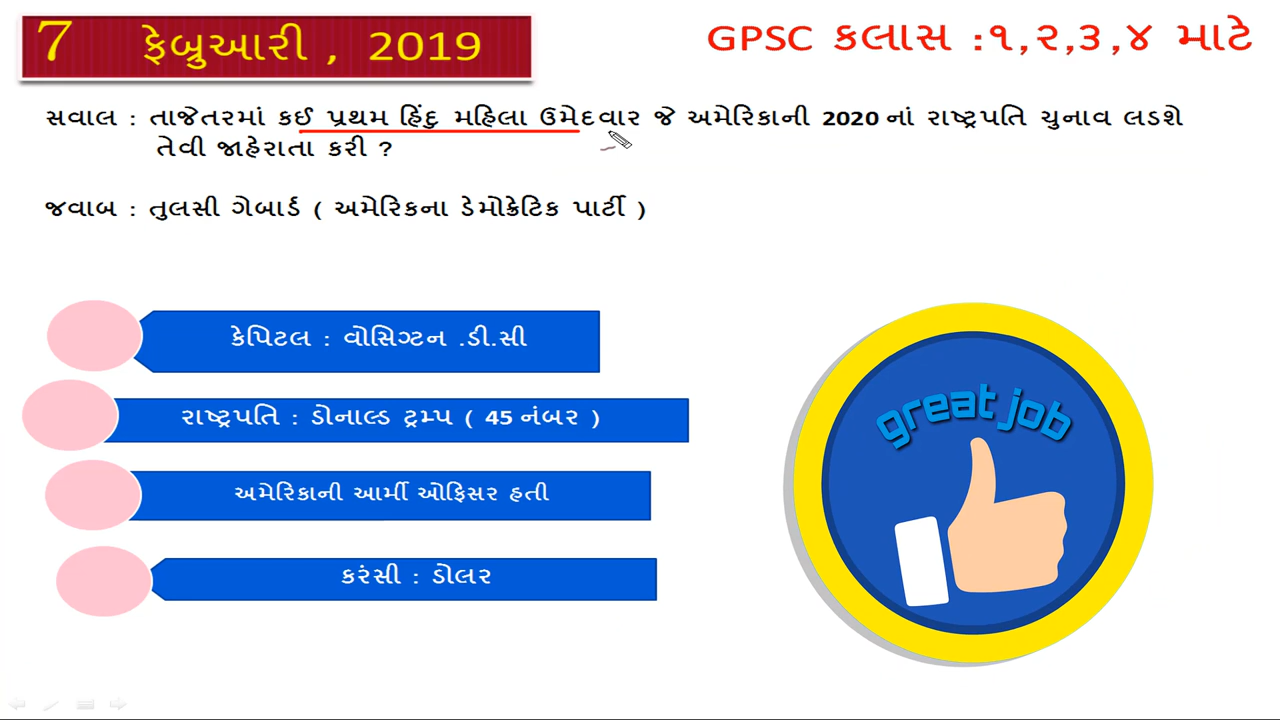 7 ફેબ્રુઆરી , 2019
GPSC કલાસ :૧,૨,૩,૪ માટે
સવાલ : તાજેતરમાં કઈ પ્રથમ હિંદુ મહિલા ઉમેદવાર જે અમેરિકાની 2020 નાં રાષ્ટ્રપતિ ચુનાવ લડશે
તેવી જાહેરાતા કરી ?
જવાબ : તુલસી ગેબાર્ડ ( અમેરિકના ડેમોક્રેટિક પાર્ટી )
કેપિટલ : વોસિગ્ટન .ડી.સી
રાષ્ટ્રપતિ : ડોનાલ્ડ ટ્રમ્પ ( 45 નંબર )
અમેરિકાની આર્મી ઓફિસર હતી
કરંસી : ડોલર
great job